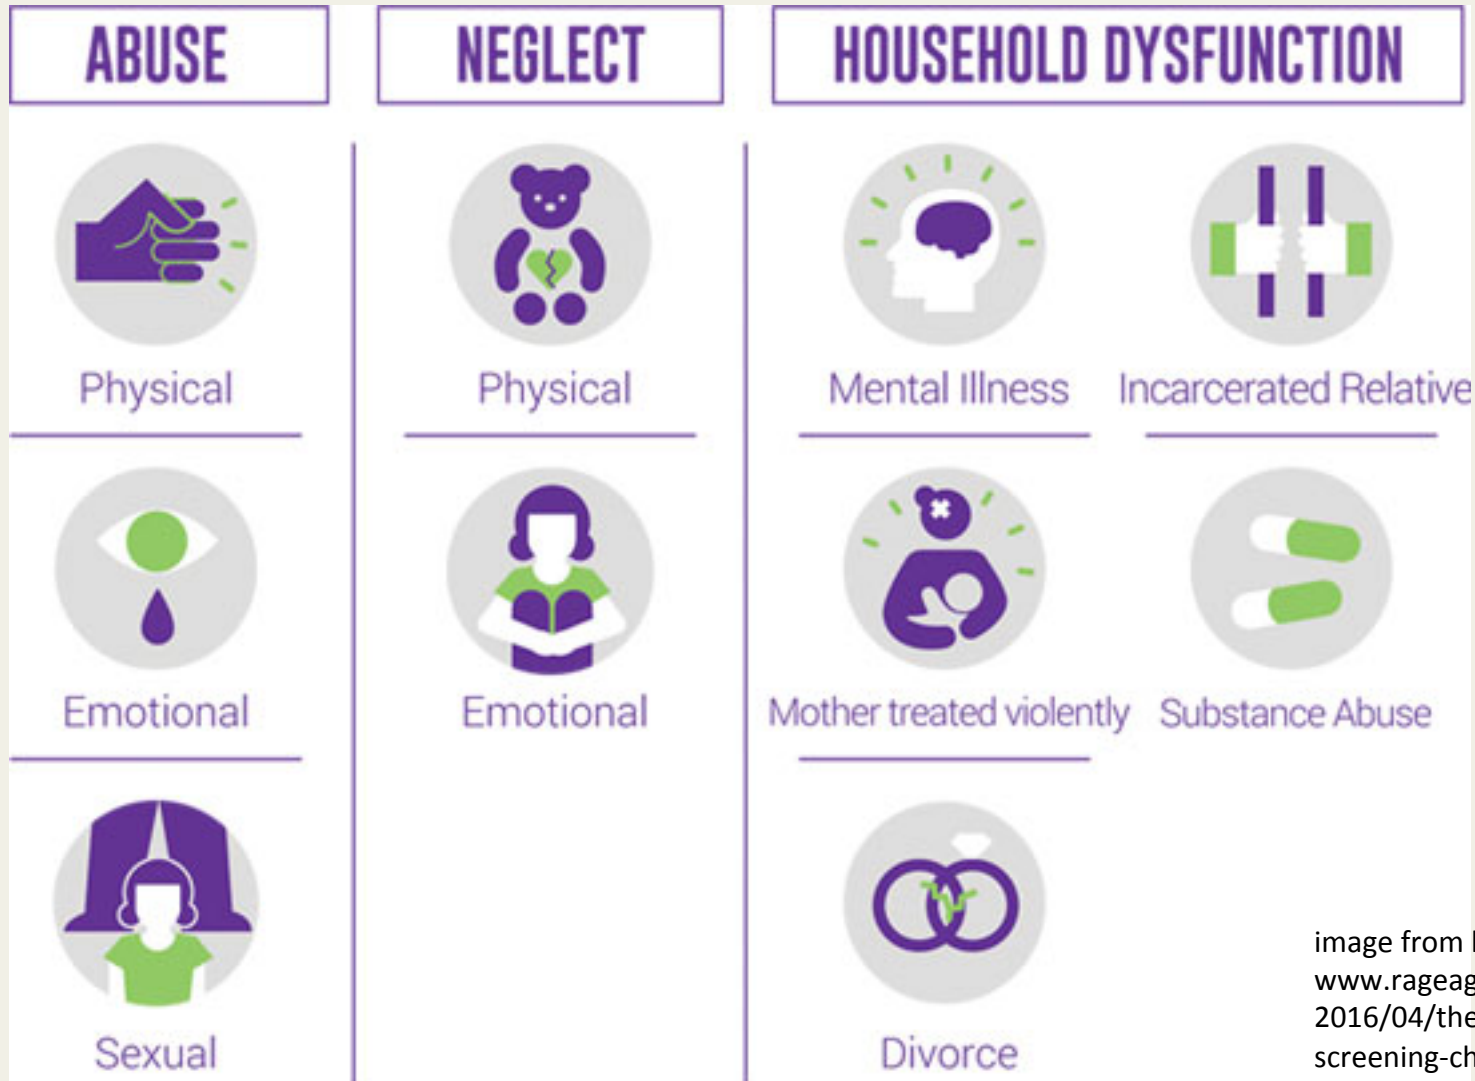 ABUSE
Physical
Emotional
Sexual
NEGLECT
Physical
Emotional
HOUSEHOLD DYSFUNCTION
Mental Illness
Incarcerated Relative
Mother treated violently
Substance Abuse
Divorce
image from
www.rageag
2016/04/the
screening-ch